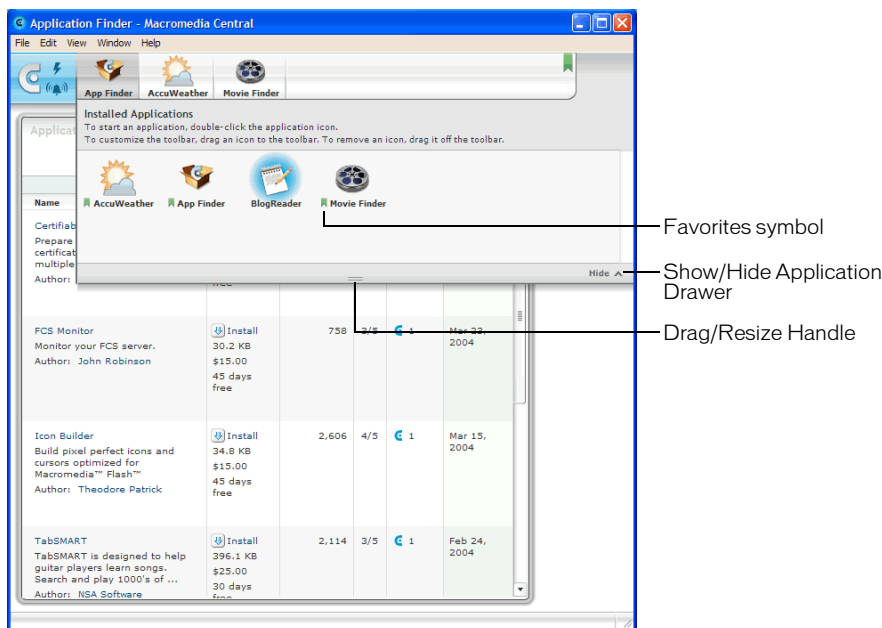 Application Finder - Macromedia Central
File Edit View Window Help
App Finder AccuWeather Movie Finder
Installed Applications
To start an application, double-click the application icon.
To customize the toolbar, drag an icon to the toolbar. To remove an icon, drag it off the toolbar.
AccuWeather App Finder BlogReader Movie Finder
Favorites symbol
Hide
Show/Hide Application
Drawer
Drag/Resize Handle
Name
Prepare
multiple
Author:
free
FCS Monitor
Monitor your FCS server.
Author: John Robinson
Install
30.2 KB
$15.00
45 days
free
758 3/5 1 Mar 23,
2004
Icon Builder
Build pixel perfect icons and
cursors optimized for
Macromedia™ Flash™
Author: Theodore Patrick
Install
34.8 KB
$15.00
45 days
free
2,606 4/5 1 Mar 15,
2004
TabSMART
TabSMART is designed to help
guitar players learn songs.
Search and play 1000's of ...
Author: NSA Software
Install
396.1 KB
$25.00
30 days
free
2,114 3/5 1 Feb 24,
2004